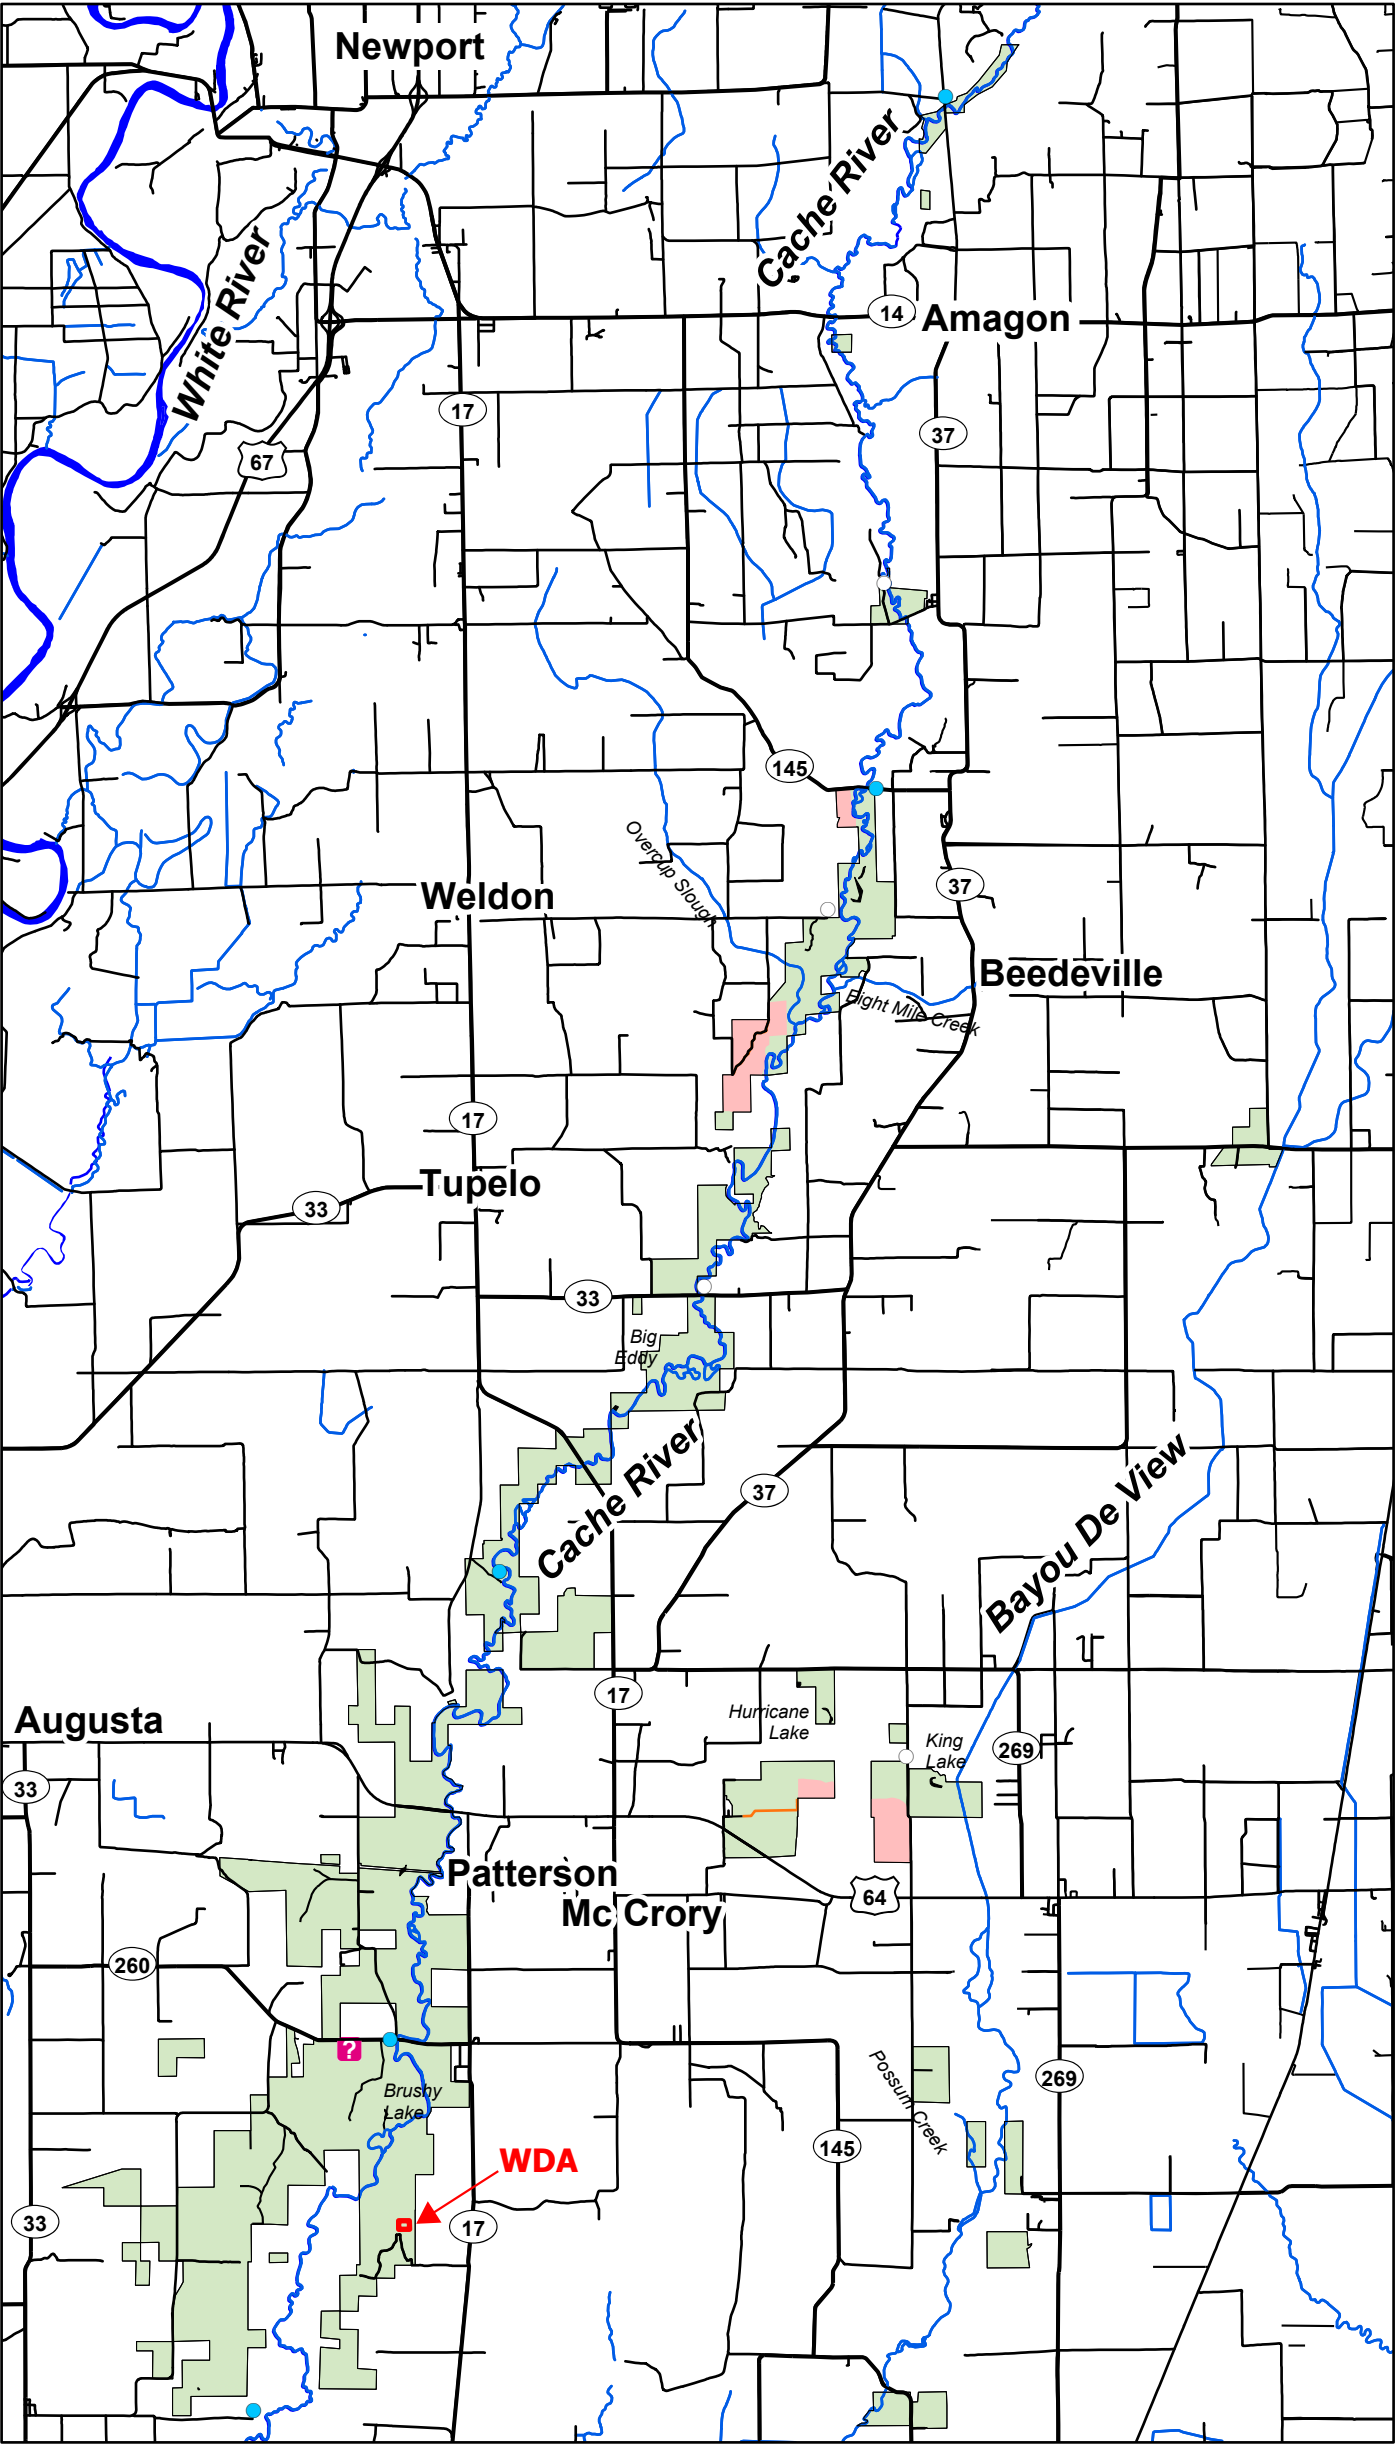 Newport
Cache River
White River
14
Amagon
17
37
67
145
Overcup Slough
37
Weldon
Beedeville
Eight Mile Creek
17
Tupelo
33
33
Big
Eddy
Cache River
37
Bayou De View
17
Hurricane
Lake
Augusta
King
Lake
269
33
Patterson
64
Mc Crory
260
?
Brushy
Lake
Possum Creek
269
145
WDA
33
17